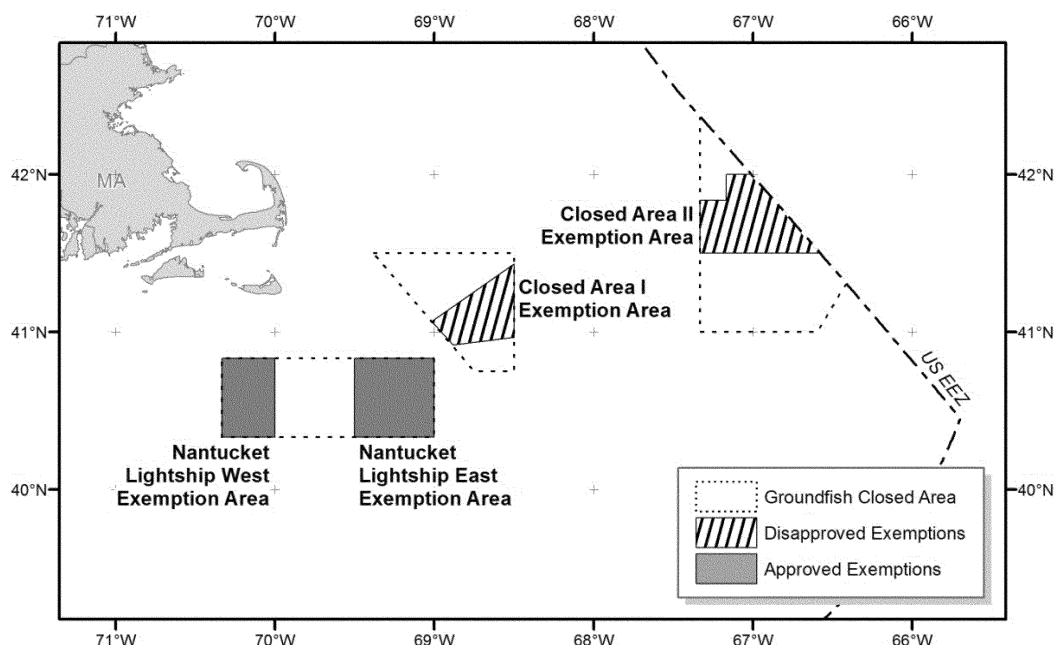 71°W 70°W 69°W 68°W 67°W 66°W
42°N 42°N
MA
Closed Area II
Exemption Area
Closed Area I
Exemption Area
41°N 41°N
US EEZ
Nantucket
Lightship West
Exemption Area
Nantucket
Lightship East
Exemption Area
40°N 40°N
Groundfish Closed Area
Disapproved Exemptions
Approved Exemptions
71°W 70°W 69°W 68°W 67°W 66°W